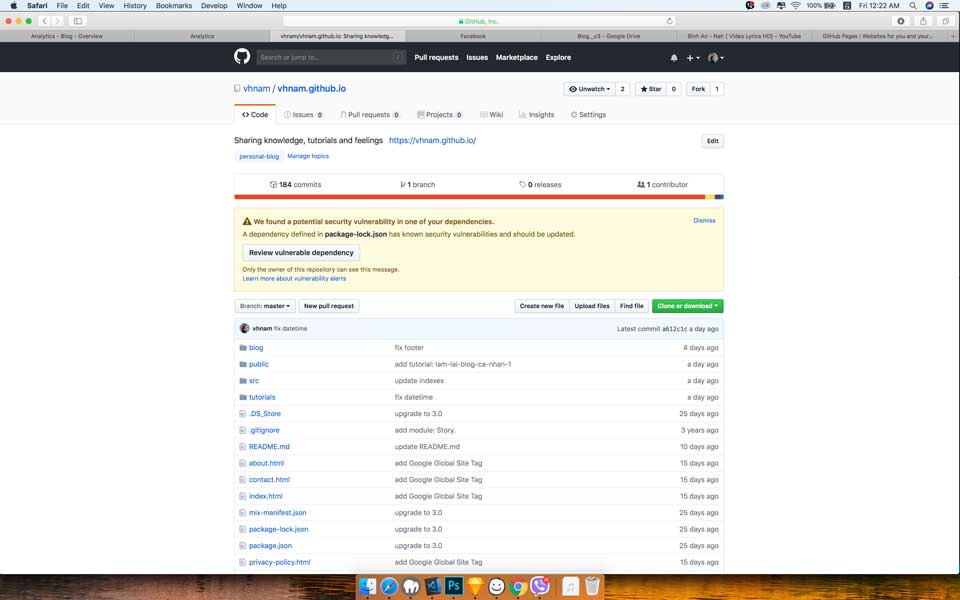 Safari File Edit View History Bookmarks Develop Window Help 100% Fri 12:22 AM
GitHub, Inc.
Analytics - Blog - Overview Analytics vhnam/vhnam.github.io: Sharing knowledg... Facebook Blog_v3 - Google Drive Bình An - Nah [ Video Lyrics HD] - YouTube GitHub Pages | Websites for you and your...
Search or jump to... / Pull requests Issues Marketplace Explore
vhnam / vhnam.github.io Unwatch 2 Star 0 Fork 1
Code Issues 0 Pull requests 0 Projects 0 Wiki Insights Settings
Sharing knowledge, tutorials and feelings https://vhnam.github.io/ Edit
personal-blog Manage topics
184 commits 1 branch 0 releases 1 contributor
We found a potential security vulnerability in one of your dependencies. Dismiss
A dependency defined in package-lock.json has known security vulnerabilities and should be updated.
Review vulnerable dependency
Only the owner of this repository can see this message.
Learn more about vulnerability alerts
Branch: master New pull request Create new file Upload files Find file Clone or download
vhnam fix datetime Latest commit a612c1c a day ago
blog fix footer 4 days ago
public add tutorial: lam-lai-blog-ca-nhan-1 a day ago
src update indexes a day ago
tutorials fix datetime a day ago
.DS_Store upgrade to 3.0 25 days ago
.gitignore add module: Story. 3 years ago
README.md update README.md 10 days ago
about.html add Google Global Site Tag 15 days ago
contact.html add Google Global Site Tag 15 days ago
index.html add Google Global Site Tag 15 days ago
mix-manifest.json upgrade to 3.0 25 days ago
package-lock.json upgrade to 3.0 25 days ago
package.json upgrade to 3.0 25 days ago
privacy-policy.html add Google Global Site Tag 15 days ago
Ps